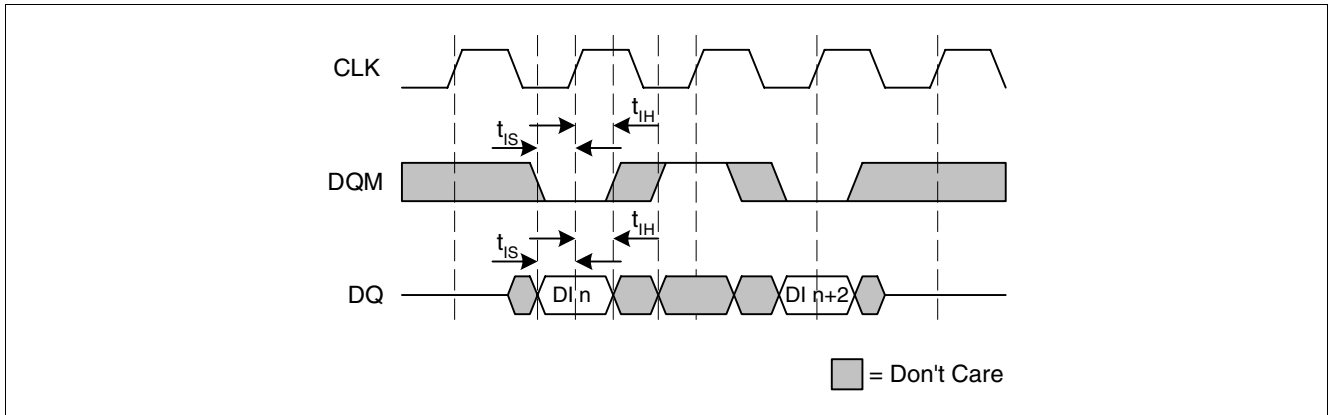 CLK
tIH
tIS
DQM
tIH
tIS
DQ
DI n
DI n+2
= Don't Care